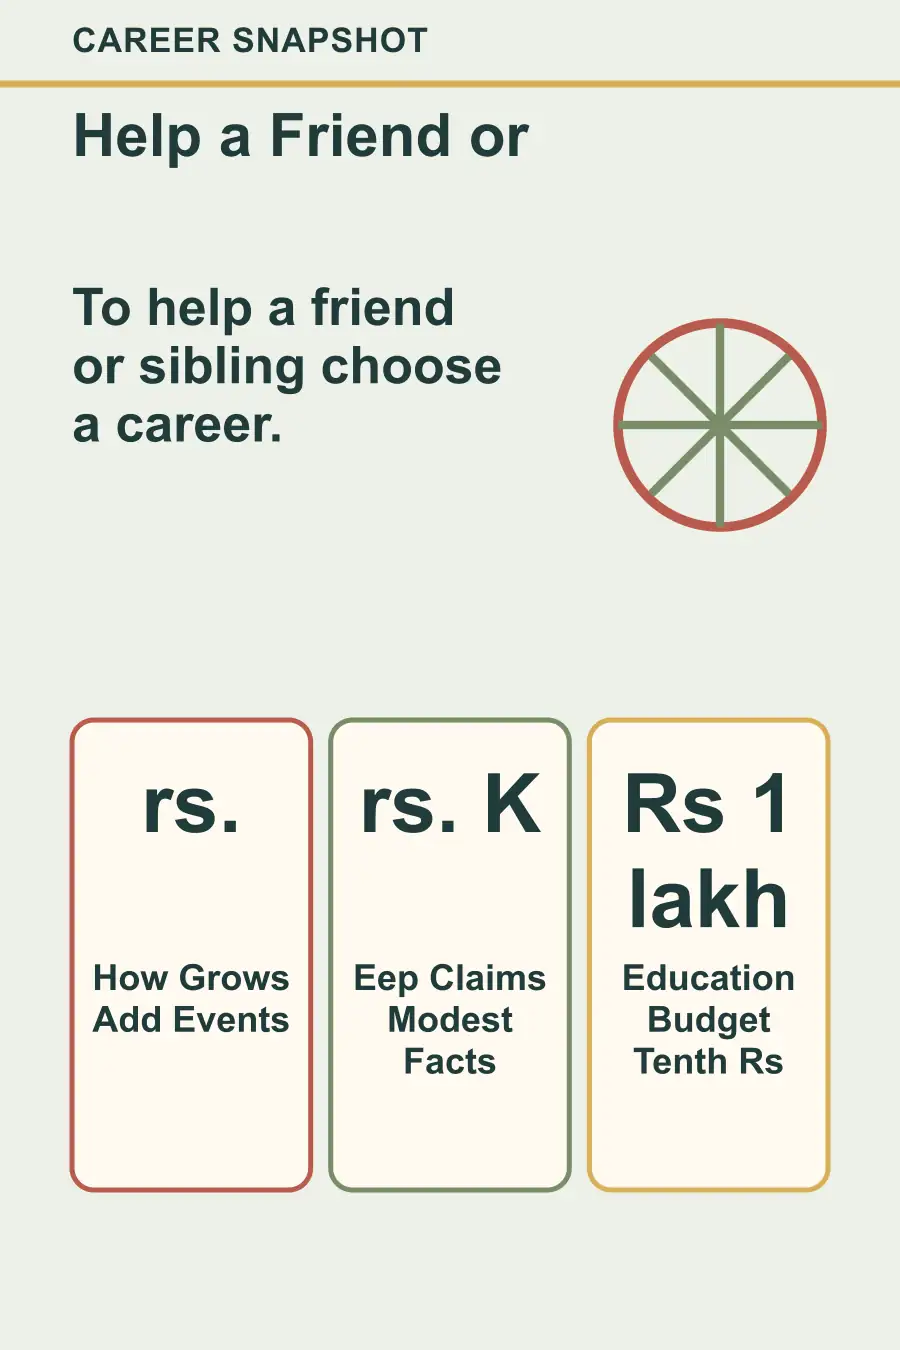 CAREER SNAPSHOT
Help a Friend or
To help a friend
or sibling choose
a career.
rs.
How Grows
Add Events
rs. K
Eep Claims
Modest
Facts
Rs 1
lakh
Education
Budget
Tenth Rs